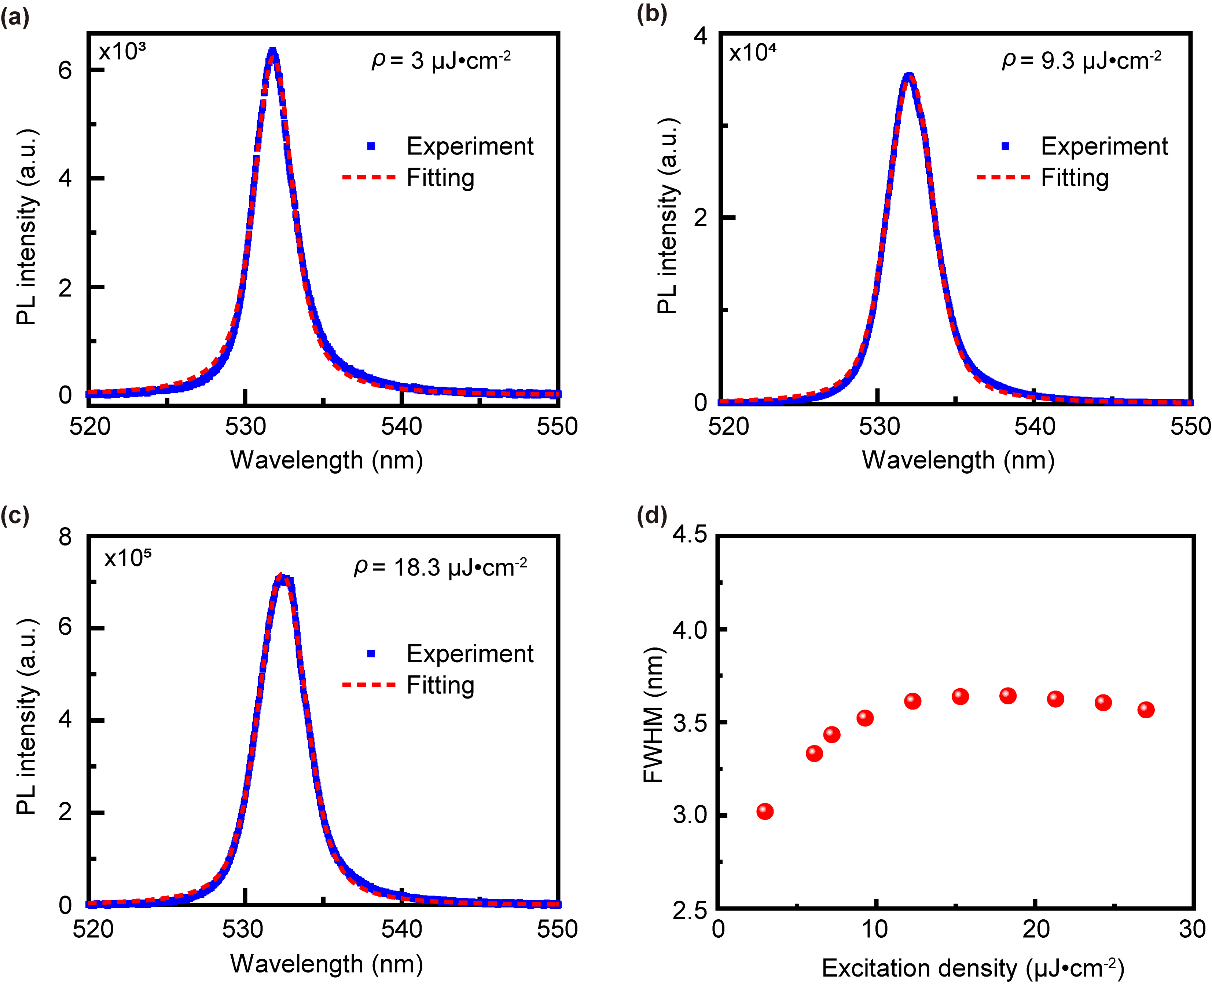 (a)
x10³
ρ = 3 µJ•cm⁻²
Experiment
Fitting
6
4
2
0
520 530 540 550
Wavelength (nm)
PL intensity (a.u.)
(b)
x10⁴
ρ = 9.3 µJ•cm⁻²
Experiment
Fitting
4
2
0
520 530 540 550
Wavelength (nm)
PL intensity (a.u.)
(c)
x10⁵
ρ = 18.3 µJ•cm⁻²
Experiment
Fitting
8
6
4
2
0
520 530 540 550
Wavelength (nm)
PL intensity (a.u.)
(d)
4.5
4.0
3.5
3.0
2.5
0 10 20 30
Excitation density (µJ•cm⁻²)
FWHM (nm)